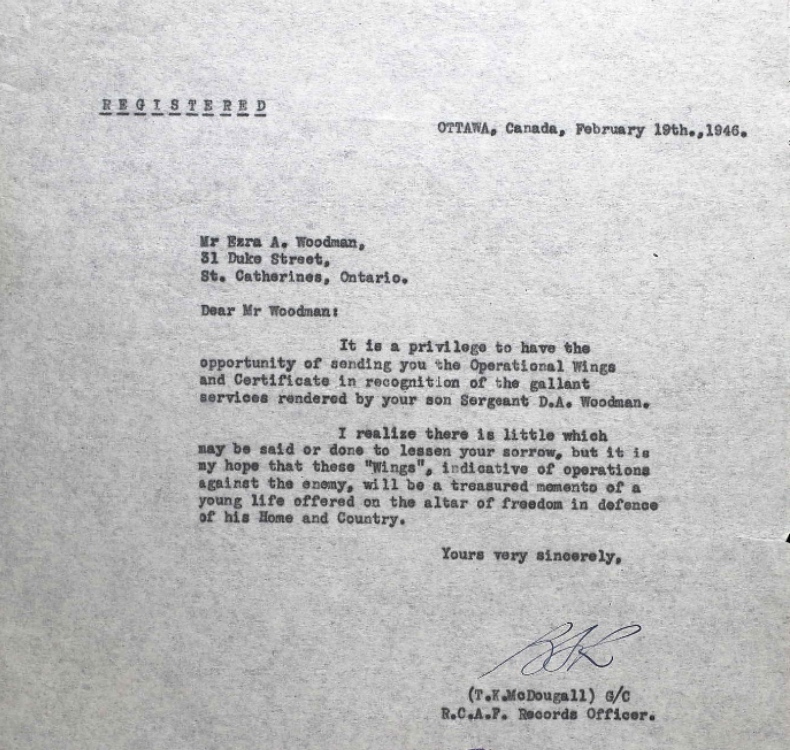 REGISTERED
OTTAWA, Canada, February 19th.,1946.
Mr Ezra A. Woodman,
31 Duke Street,
St. Catherines, Ontario.
Dear Mr Woodman:
It is a privilege to have the
opportunity of sending you the Operational Wings
and Certificate in recognition of the gallant
services rendered by your son Sergeant D.A. Woodman.
I realize there is little which
may be said or done to lessen your sorrow, but it is
my hope that these "Wings", indicative of operations
against the enemy, will be a treasured memento of a
young life offered on the altar of freedom in defence
of his Home and Country.
Yours very sincerely,
(T.K.McDougall) G/C
R.C.A.F. Records Officer.